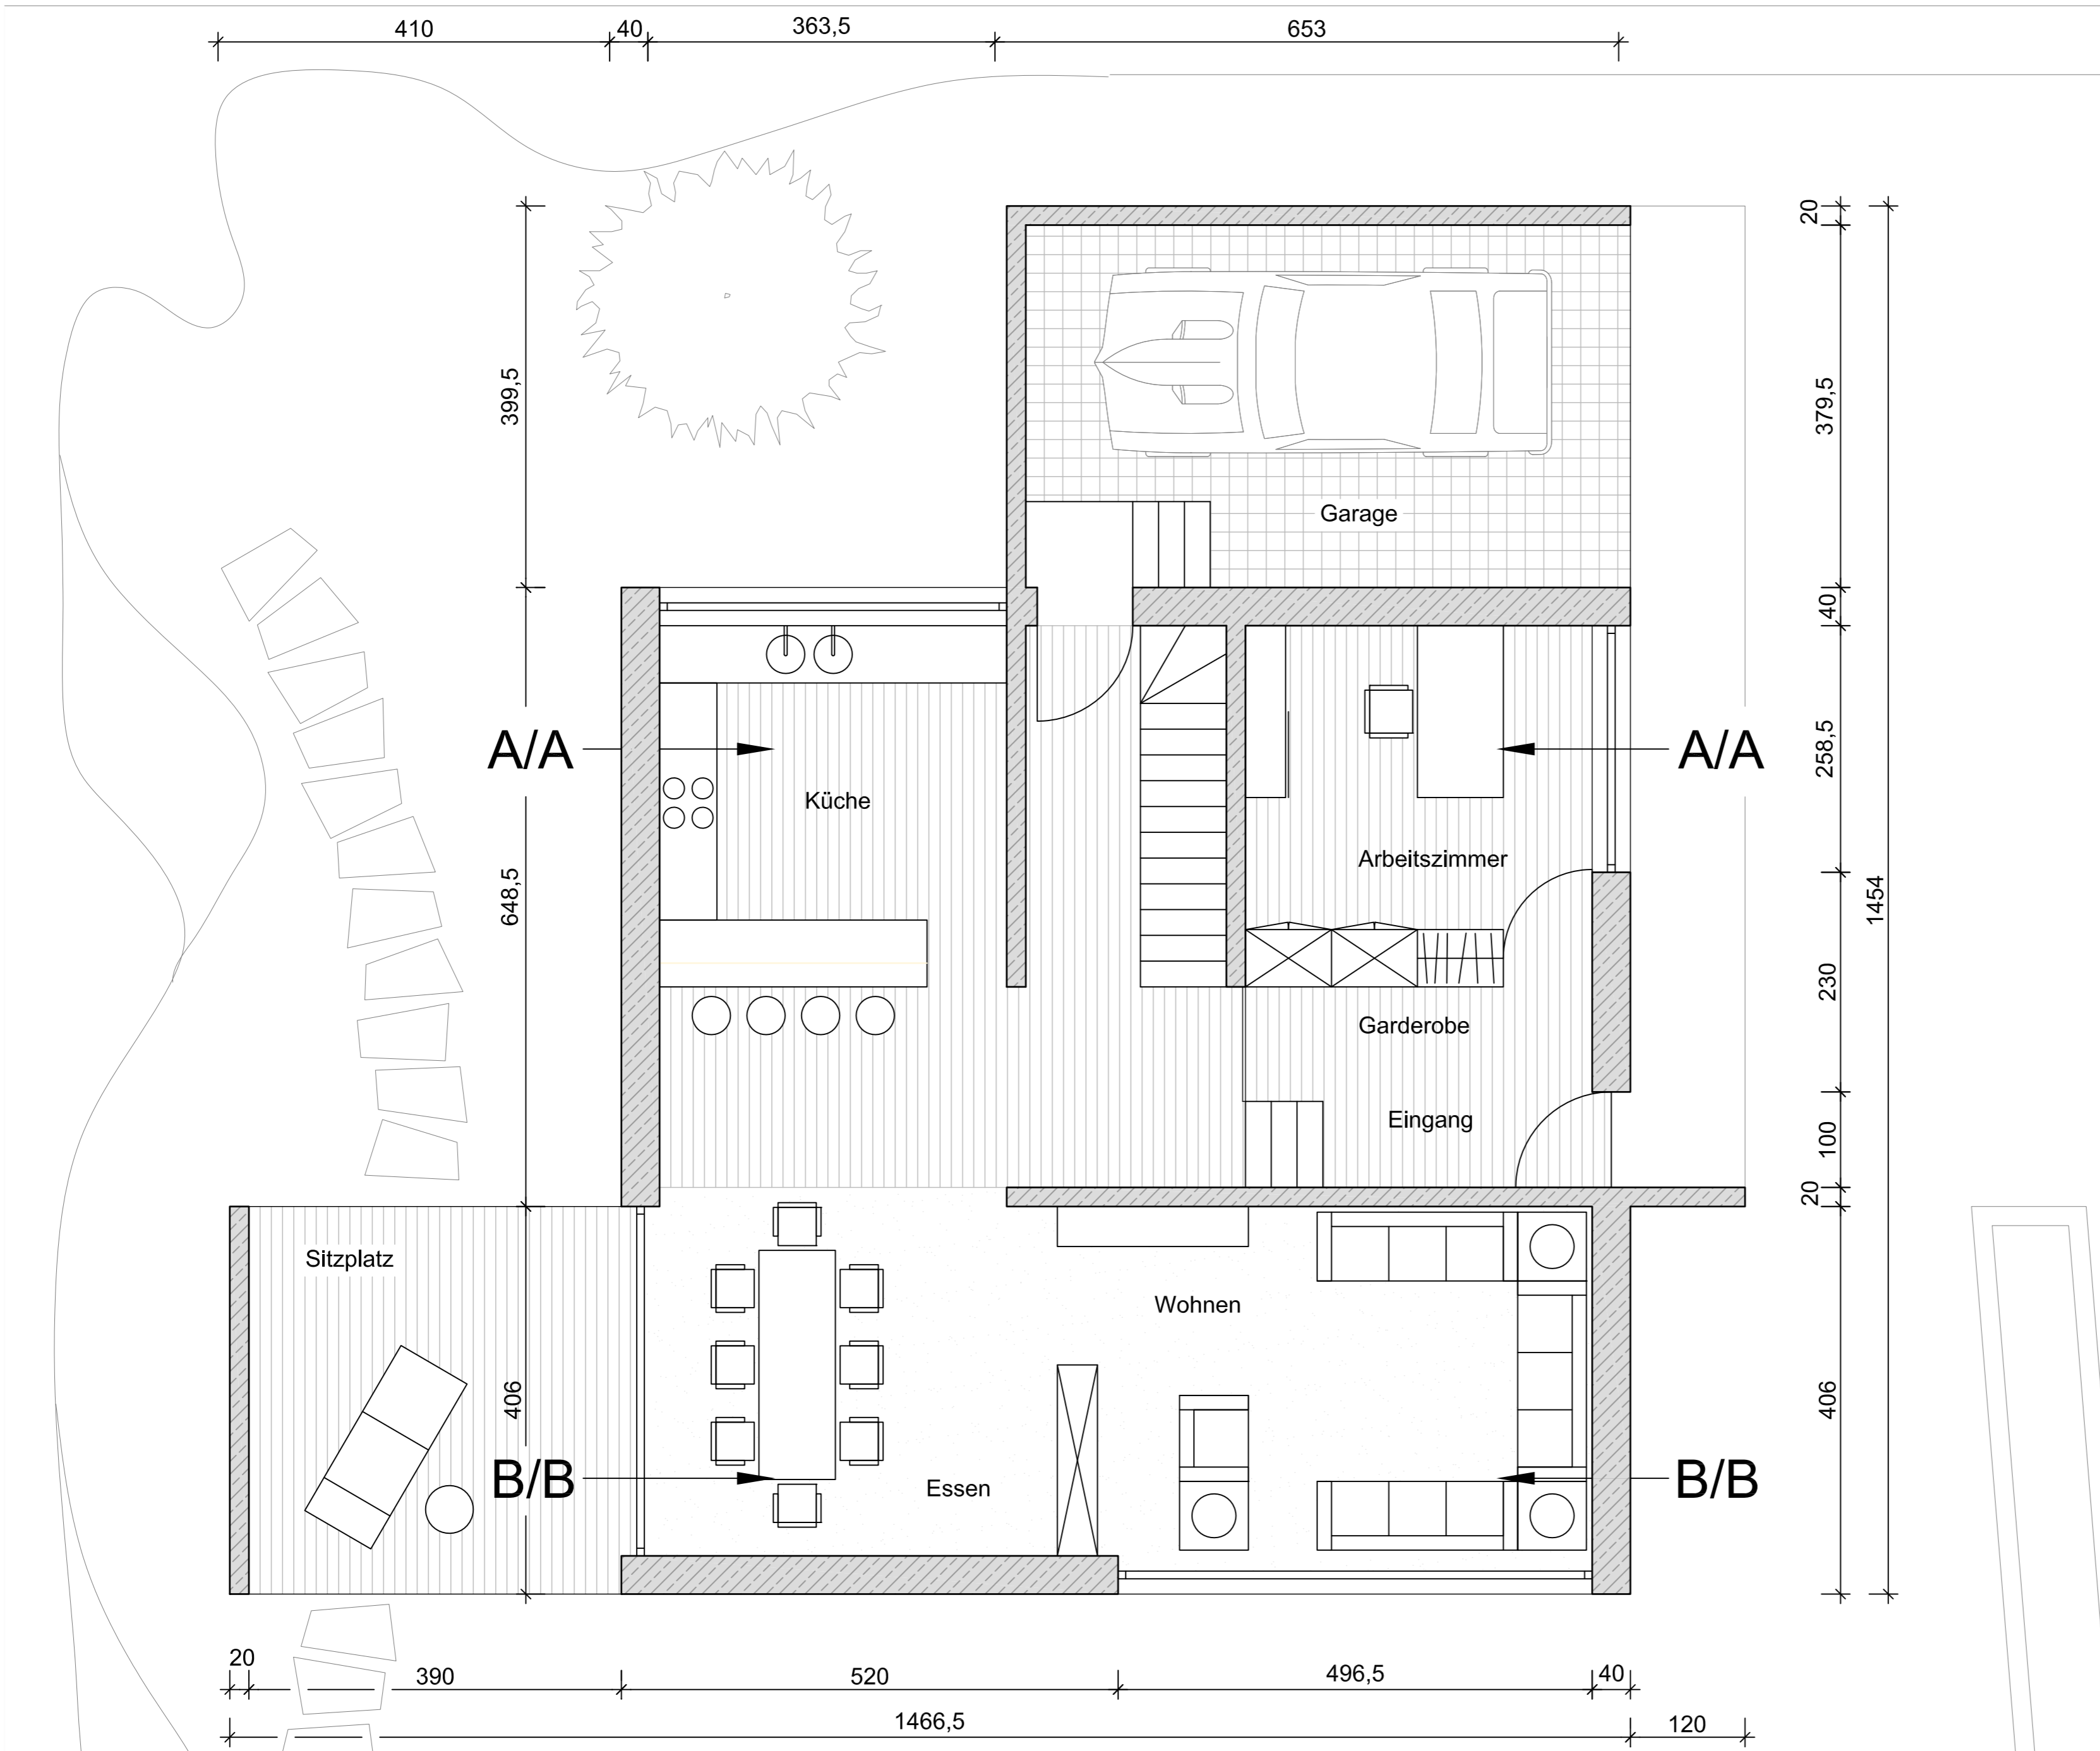 410
40
363,5
653
20
399,5
379,5
Garage
40
A/A
A/A
258,5
Küche
Arbeitszimmer
648,5
1454
230
Garderobe
Eingang
100
20
Sitzplatz
Wohnen
406
406
B/B
Essen
B/B
20
390
520
496,5
40
1466,5
120